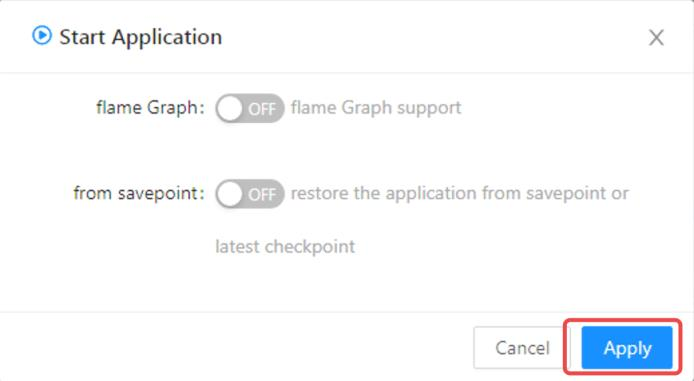 Start Application
flame Graph: OFF flame Graph support
from savepoint: OFF restore the application from savepoint or
latest checkpoint
Cancel Apply